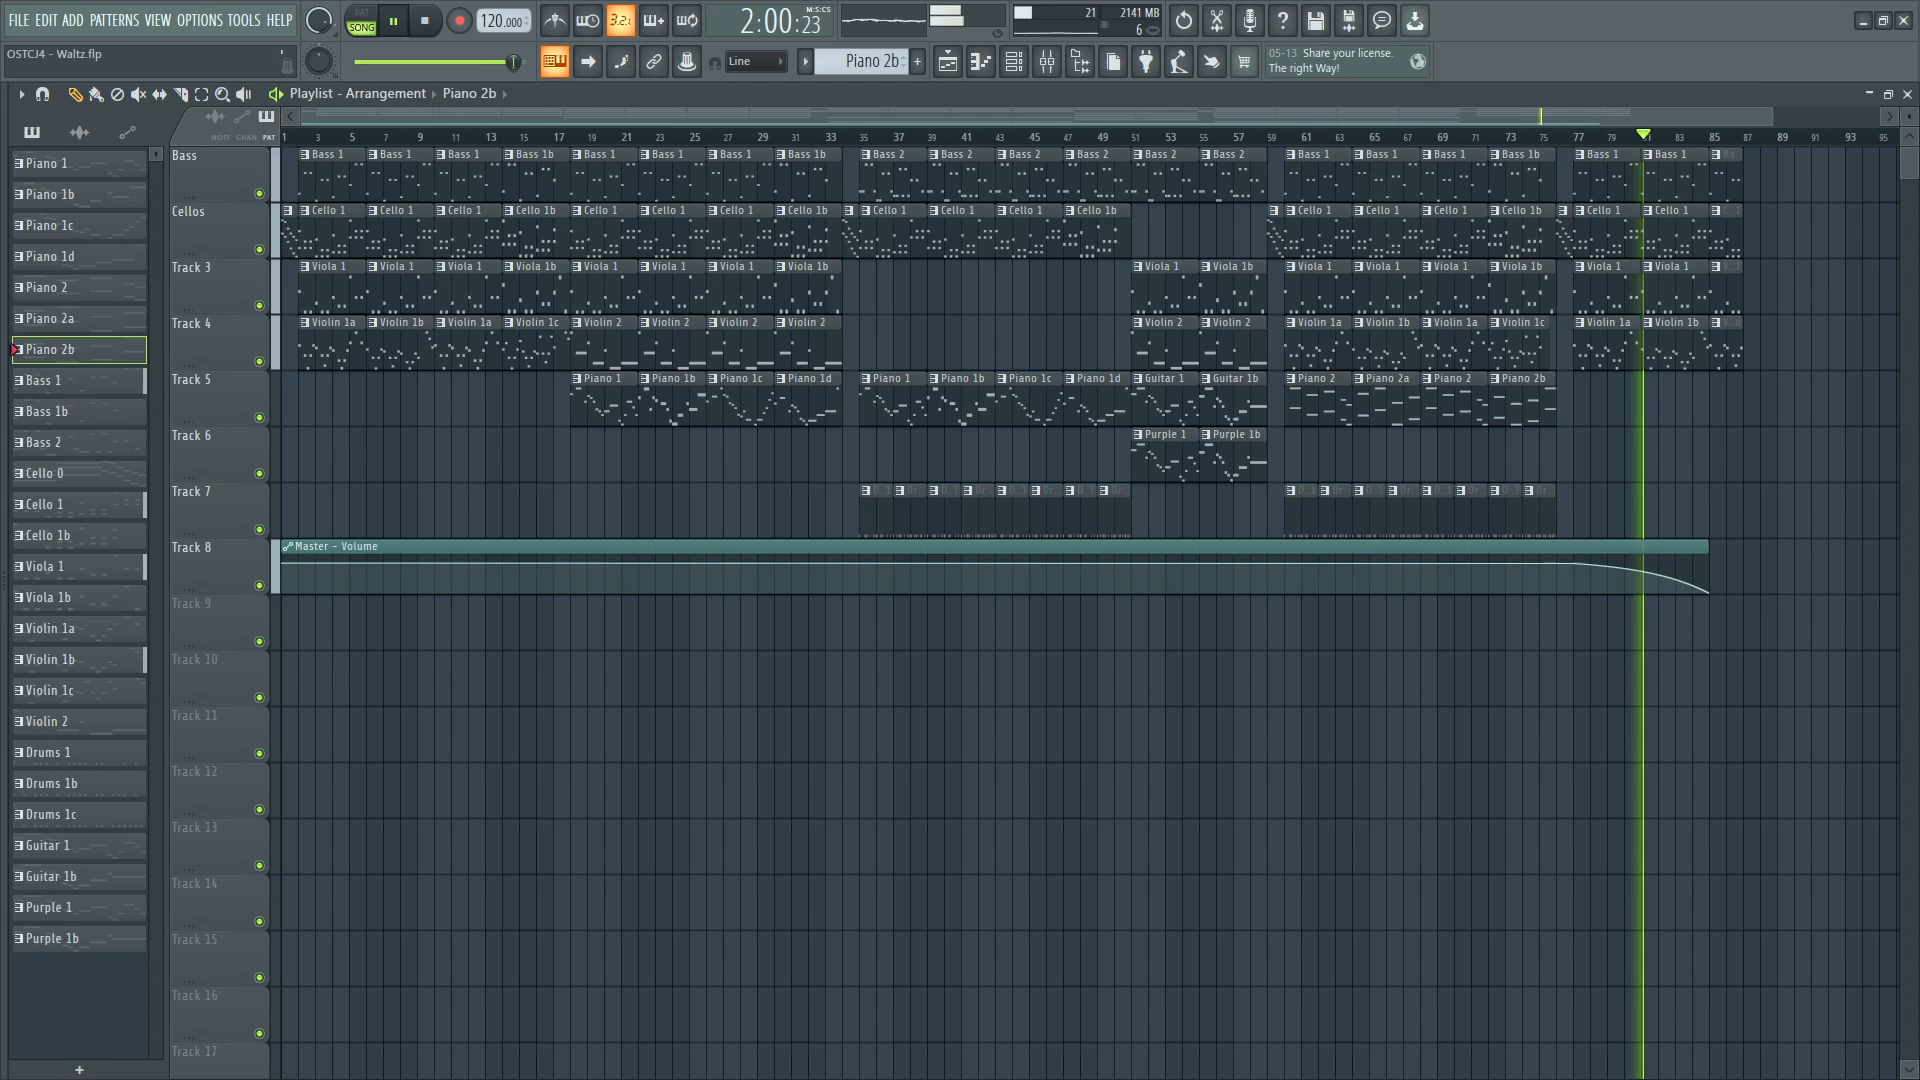 FILE EDIT ADD PATTERNS VIEW OPTIONS TOOLS HELP
PAT
SONG
120.000
3.2.
2:00:23
M:S:CS
21
2141 MB
6
OSTCJ4 - Waltz.flp
Line
Piano 2b
05-13 Share your license.
The right Way!
Playlist - Arrangement › Piano 2b ›
NOTE CHAN PAT
1 3 5 7 9 11 13 15 17 19 21 23 25 27 29 31 33 35 37 39 41 43 45 47 49 51 53 55 57 59 61 63 65 67 69 71 73 75 77 79 83 85 87 89 91 93 95
Piano 1
Piano 1b
Piano 1c
Piano 1d
Piano 2
Piano 2a
Piano 2b
Bass 1
Bass 1b
Bass 2
Cello 0
Cello 1
Cello 1b
Viola 1
Viola 1b
Violin 1a
Violin 1b
Violin 1c
Violin 2
Drums 1
Drums 1b
Drums 1c
Guitar 1
Guitar 1b
Purple 1
Purple 1b
+
Bass
Bass 1 Bass 1 Bass 1 Bass 1b Bass 1 Bass 1 Bass 1 Bass 1b Bass 2 Bass 2 Bass 2 Bass 2 Bass 2 Bass 2 Bass 1 Bass 1 Bass 1 Bass 1b Bass 1 Bass 1
Cellos
Cello 1 Cello 1 Cello 1 Cello 1b Cello 1 Cello 1 Cello 1 Cello 1b Cello 1 Cello 1 Cello 1 Cello 1b Cello 1 Cello 1 Cello 1 Cello 1b Cello 1 Cello 1
Track 3
Viola 1 Viola 1 Viola 1 Viola 1b Viola 1 Viola 1 Viola 1 Viola 1b Viola 1 Viola 1b Viola 1 Viola 1 Viola 1 Viola 1b Viola 1 Viola 1
Track 4
Violin 1a Violin 1b Violin 1a Violin 1c Violin 2 Violin 2 Violin 2 Violin 2 Violin 2 Violin 2 Violin 1a Violin 1b Violin 1a Violin 1c Violin 1a Violin 1b
Track 5
Piano 1 Piano 1b Piano 1c Piano 1d Piano 1 Piano 1b Piano 1c Piano 1d Guitar 1 Guitar 1b Piano 2 Piano 2a Piano 2 Piano 2b
Track 6
Purple 1 Purple 1b
Track 7
Track 8
Master - Volume
Track 9
Track 10
Track 11
Track 12
Track 13
Track 14
Track 15
Track 16
Track 17